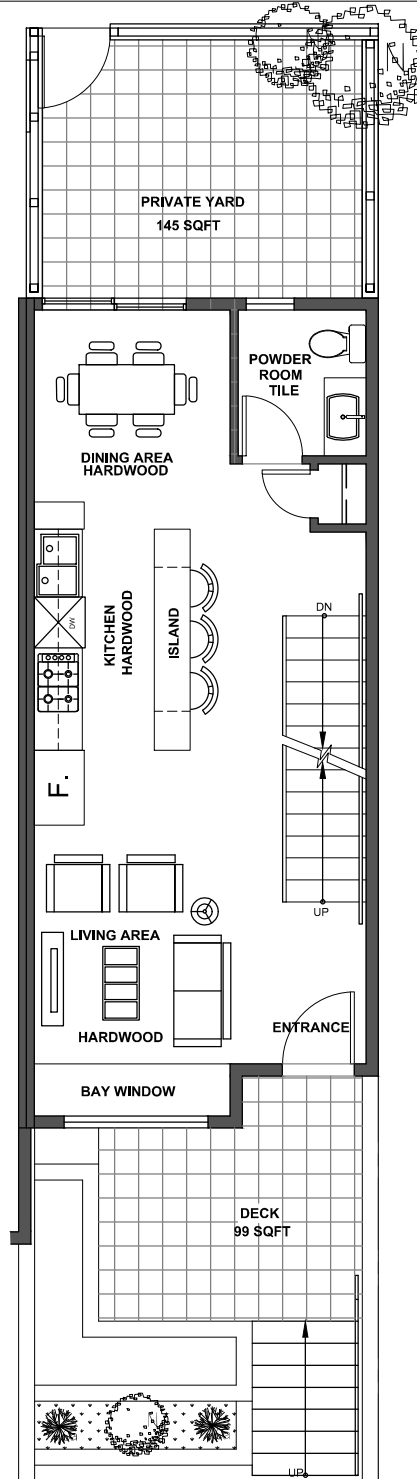 PRIVATE YARD
145 SQFT
POWDER
ROOM
TILE
DINING AREA
HARDWOOD
KITCHEN
HARDWOOD
ISLAND
DW
DN
F.
UP
LIVING AREA
HARDWOOD
ENTRANCE
BAY WINDOW
DECK
99 SQFT
UP